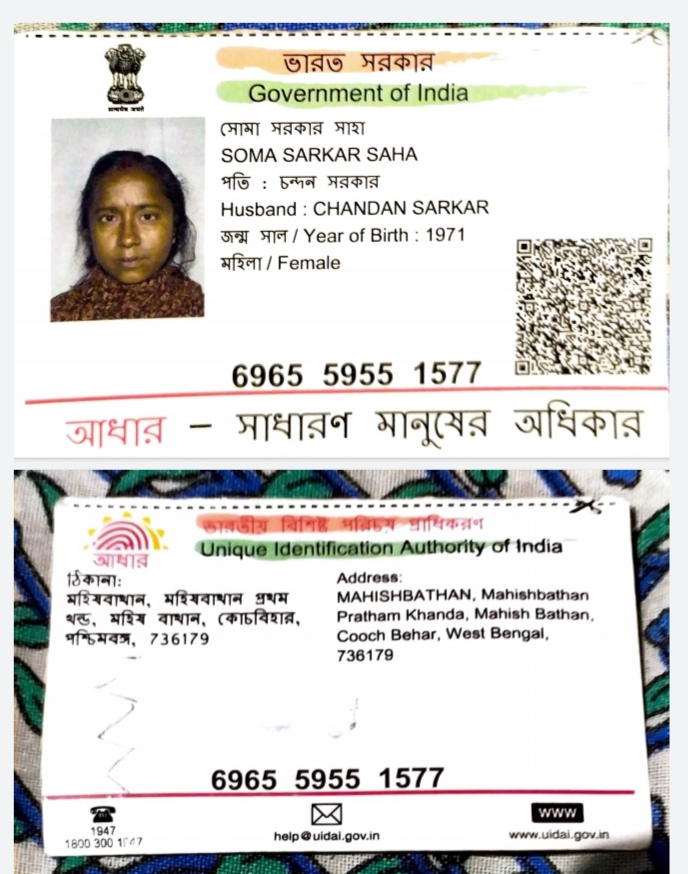 सत्यमेव जयते
ভারত সরকার
Government of India
সোমা সরকার সাহা
SOMA SARKAR SAHA
পতি : চন্দন সরকার
Husband : CHANDAN SARKAR
জন্ম সাল / Year of Birth : 1971
মহিলা / Female
6965 5955 1577
আধার – সাধারণ মানুষের অধিকার
ভারতীয় বিশিষ্ট পরিচয় প্রাধিকরণ
Unique Identification Authority of India
আধার
ঠিকানা:
মহিষবাথান, মহিষবাথান প্রথম
খন্ড, মহিষ বাথান, কোচবিহার,
পশ্চিমবঙ্গ, 736179
Address:
MAHISHBATHAN, Mahishbathan
Pratham Khanda, Mahish Bathan,
Cooch Behar, West Bengal,
736179
6965 5955 1577
1947
1800 300
help@uidai.gov.in
WWW
www.uidai.gov.in